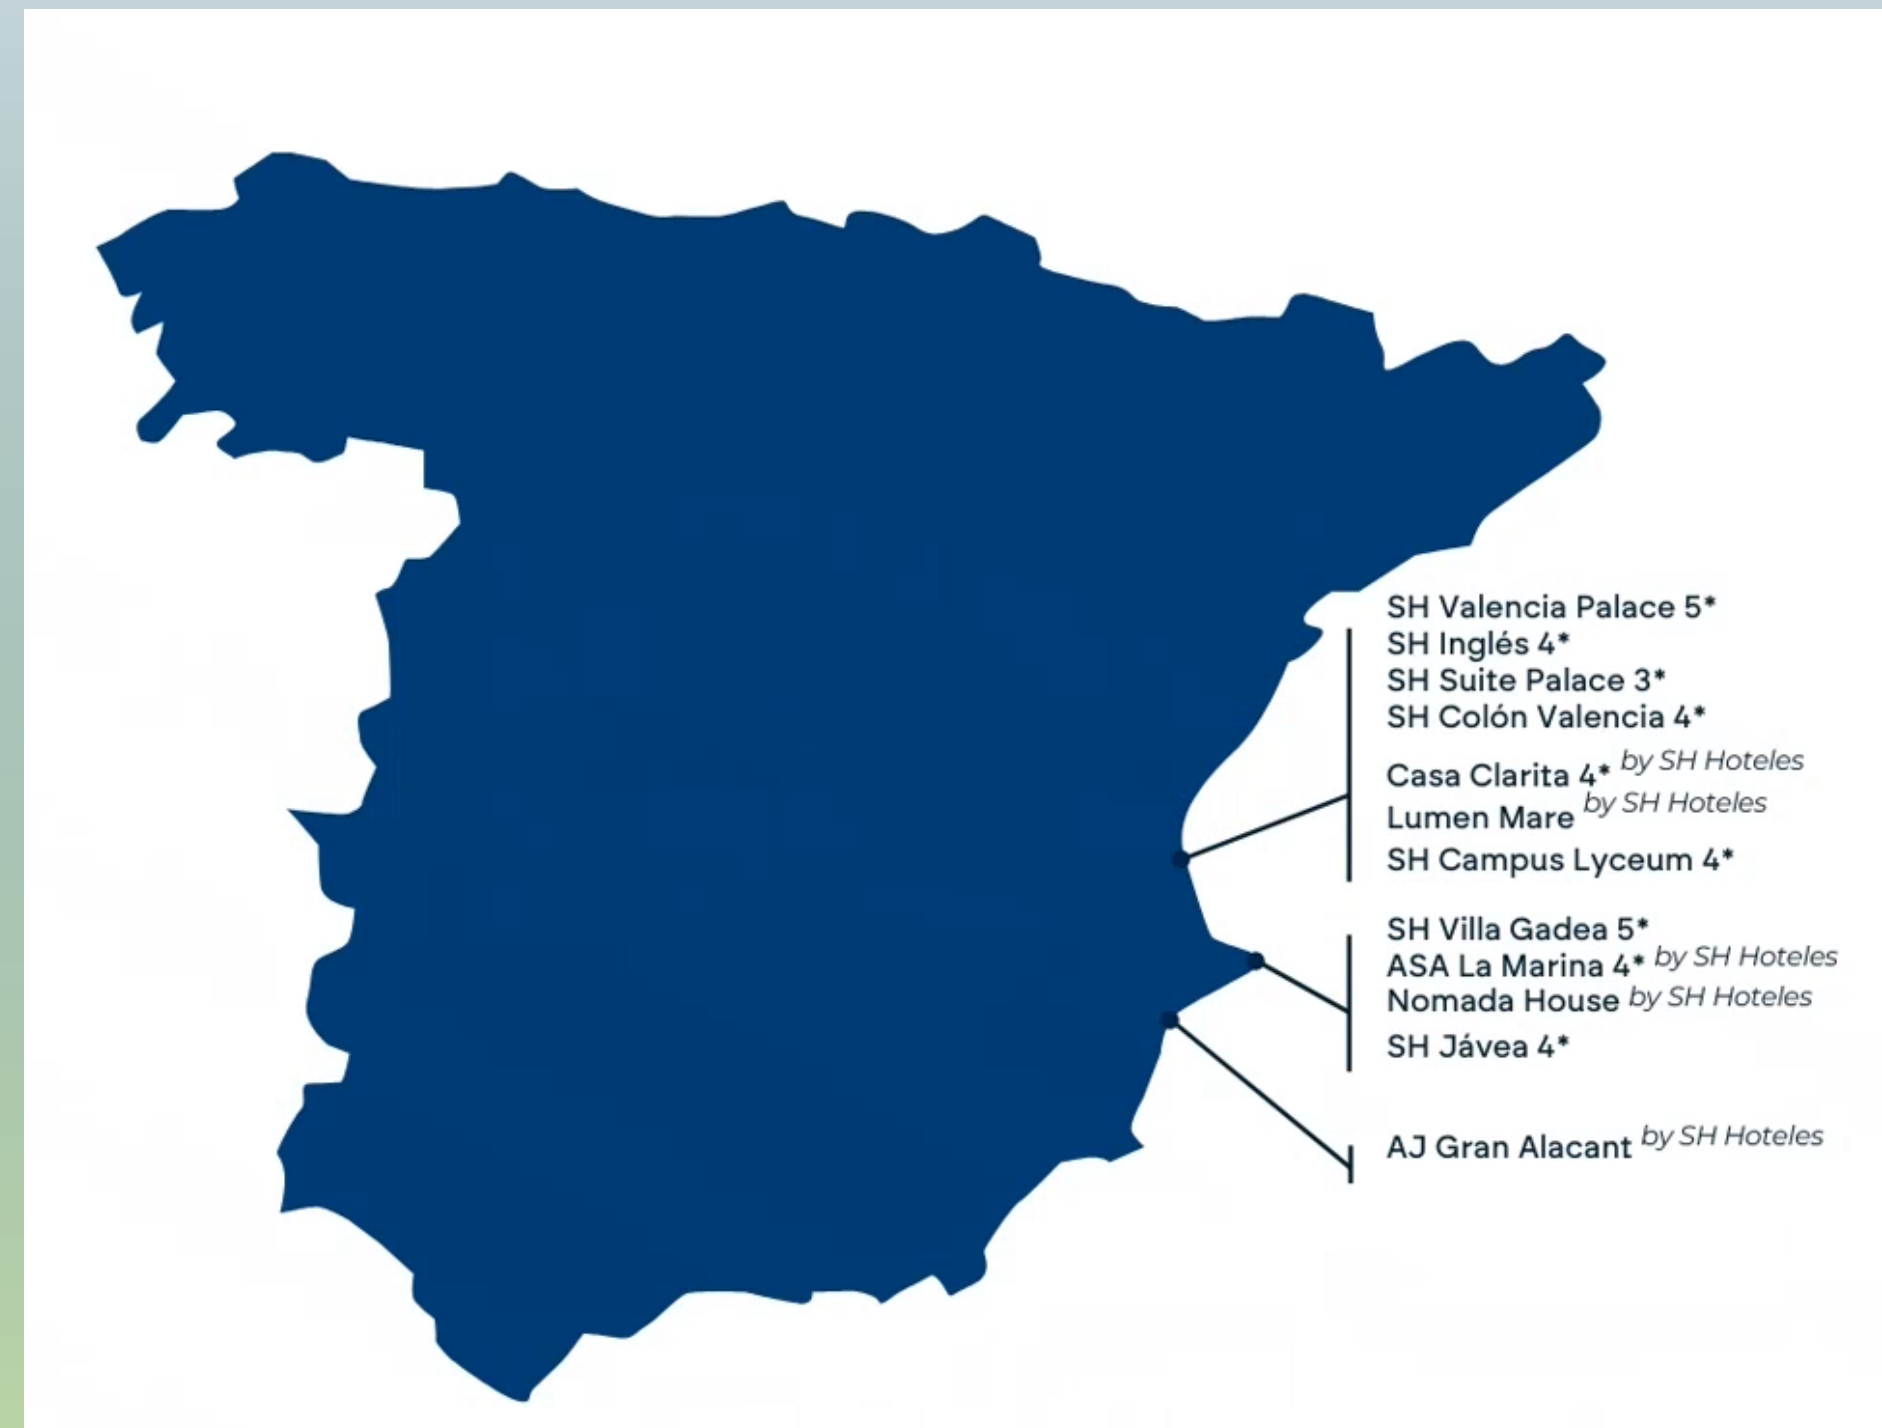 SH Valencia Palace 5*
SH Inglés 4*
SH Suite Palace 3*
SH Colón Valencia 4*
Casa Clarita 4* by SH Hoteles
Lumen Mare by SH Hoteles
SH Campus Lyceum 4*
SH Villa Gadea 5*
ASA La Marina 4* by SH Hoteles
Nomada House by SH Hoteles
SH Jávea 4*
AJ Gran Alacant by SH Hoteles